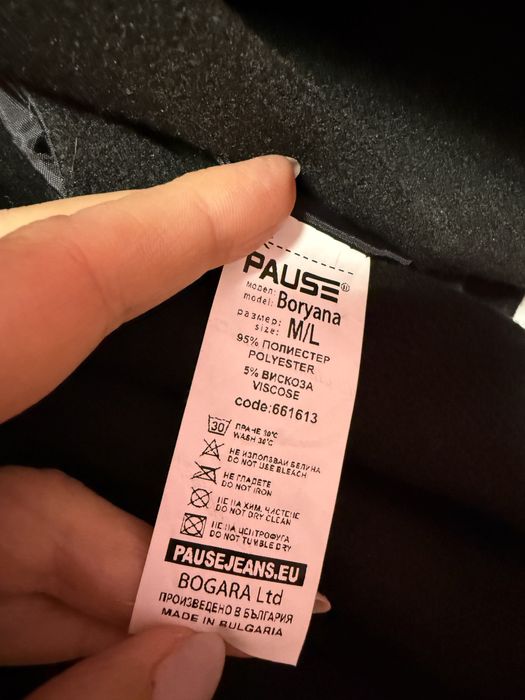 PAUSE®
модел:
model: Boryana
размер:
size: M/L
95% ПОЛИЕСТЕР
POLYESTER
5% ВИСКОЗА
VISCOSE
code:661613
30 ПРАНЕ 30°C
WASH 30°C
НЕ ИЗПОЛЗВАЙ БЕЛИНА
DO NOT USE BLEACH
НЕ ГЛАДЕТЕ
DO NOT IRON
НЕ НА ХИМ. ЧИСТЕНЕ
DO NOT DRY CLEAN
НЕ НА ЦЕНТРОФУГА
DO NOT TUMBLE DRY
PAUSEJEANS.EU
BOGARA Ltd
ПРОИЗВЕДЕНО В БЪЛГАРИЯ
MADE IN BULGARIA